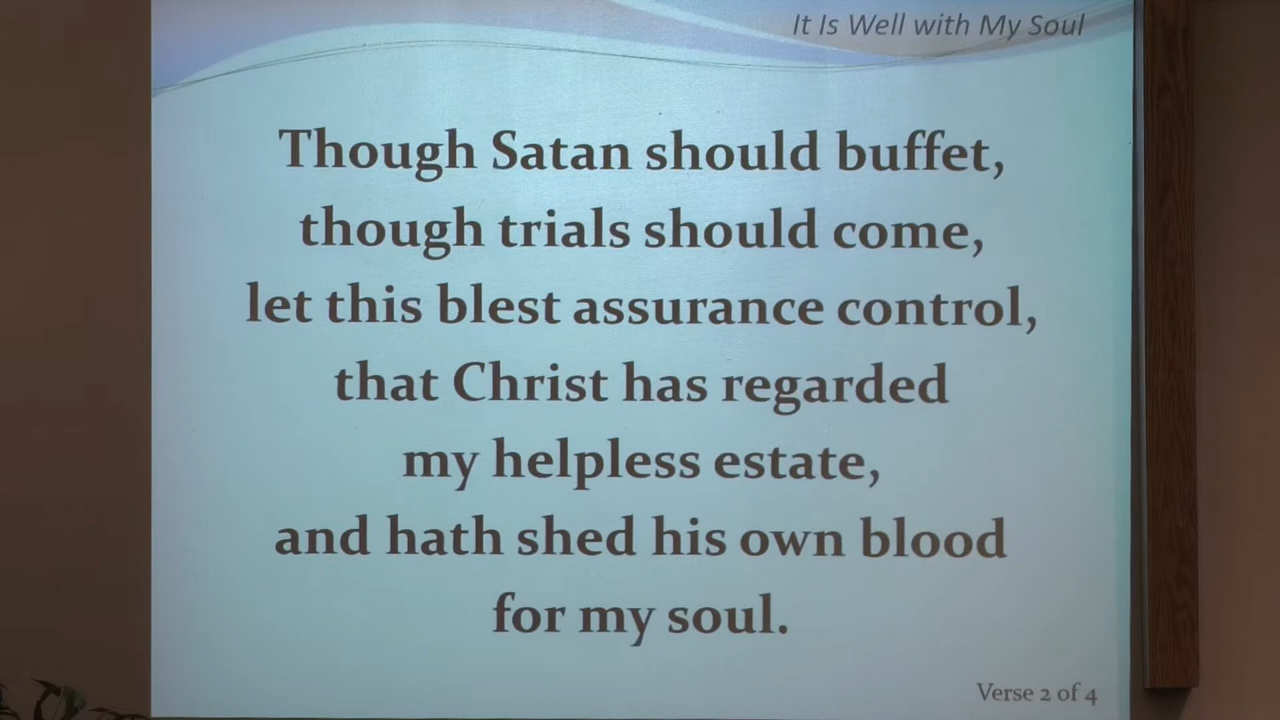 It Is Well with My Soul
Though Satan should buffet,
though trials should come,
let this blest assurance control,
that Christ has regarded
my helpless estate,
and hath shed his own blood
for my soul.
Verse 2 of 4